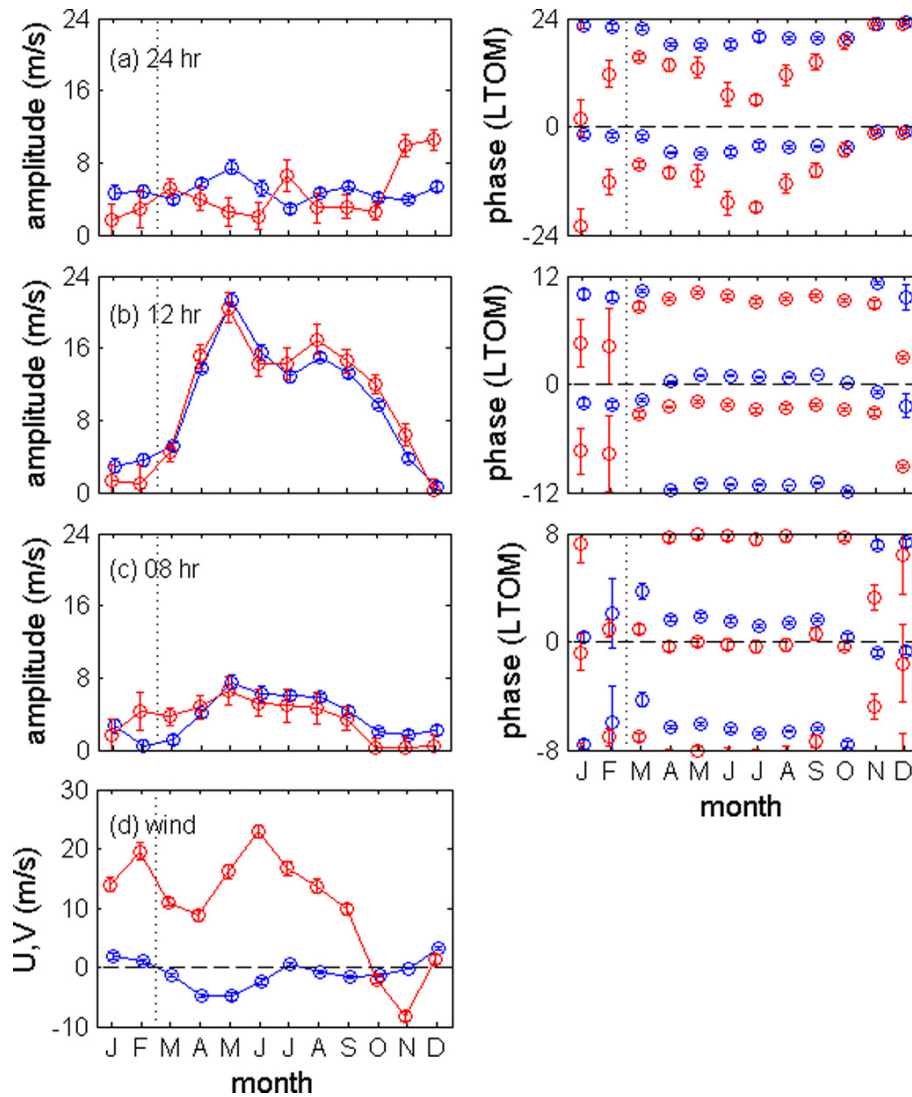 24
16
8
0
amplitude (m/s)
(a) 24 hr
24
0
-24
phase (LTOM)
24
16
8
0
amplitude (m/s)
(b) 12 hr
12
0
-12
phase (LTOM)
24
16
8
0
amplitude (m/s)
(c) 08 hr
8
0
-8
phase (LTOM)
J F M A M J J A S O N D
month
30
20
10
0
-10
U,V (m/s)
(d) wind
J F M A M J J A S O N D
month